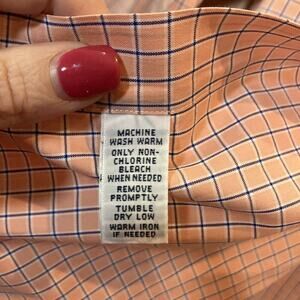 MACHINE
WASH WARM
ONLY NON-
CHLORINE
BLEACH
WHEN NEEDED
REMOVE
PROMPTLY
TUMBLE
DRY LOW
WARM IRON
IF NEEDED